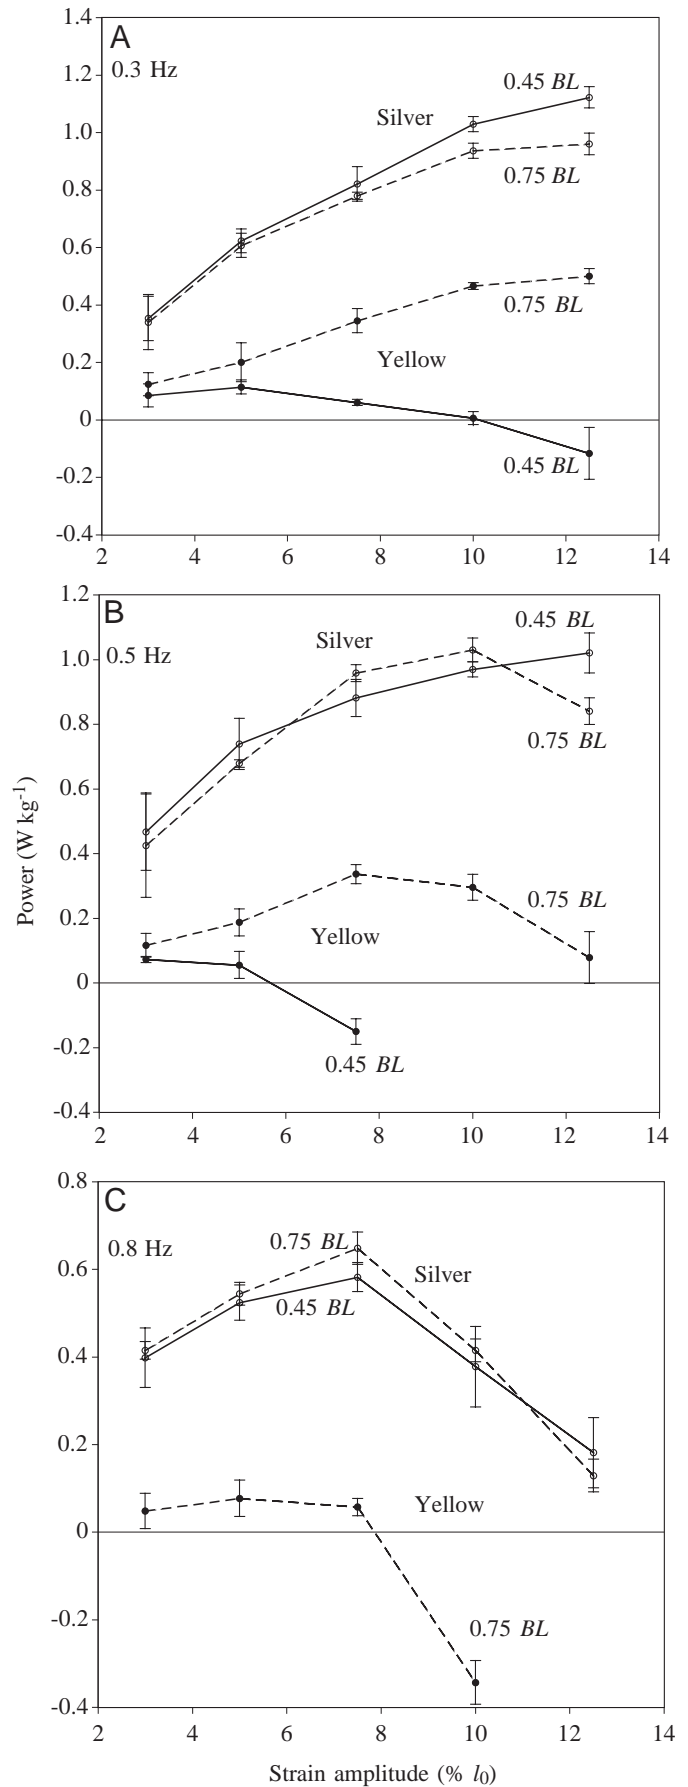 A
0.3 Hz
1.4
1.2
1.0
0.8
0.6
0.4
0.2
0
-0.2
-0.4
Silver
0.45 BL
0.75 BL
0.75 BL
Yellow
0.45 BL
2 4 6 8 10 12 14
B
0.5 Hz
1.2
1.0
0.8
0.6
0.4
0.2
0
-0.2
-0.4
Silver
0.45 BL
0.75 BL
0.75 BL
Yellow
0.45 BL
2 4 6 8 10 12 14
Power (W kg-1)
C
0.8 Hz
0.8
0.6
0.4
0.2
0
-0.2
-0.4
0.75 BL
Silver
0.45 BL
Yellow
0.75 BL
2 4 6 8 10 12 14
Strain amplitude (% l0)